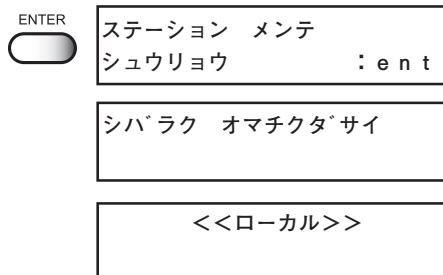 ENTER
ステーション メンテ
シュウリョウ :ent
シバラク オマチクダサイ
<<ローカル>>